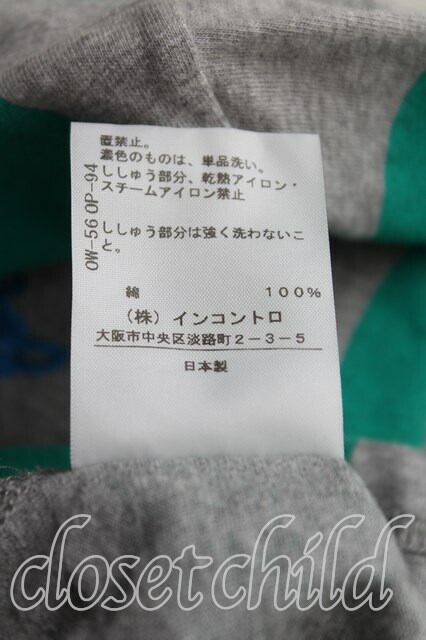 直禁止。
濃色のものは、単品洗い。
ししゅう部分、乾熱アイロン・
スチームアイロン禁止
ししゅう部分は強く洗わないこ
と。
OW-56 OP-94
綿 100%
(株) インコントロ
大阪市中央区淡路町2-3-5
日本製
closet child